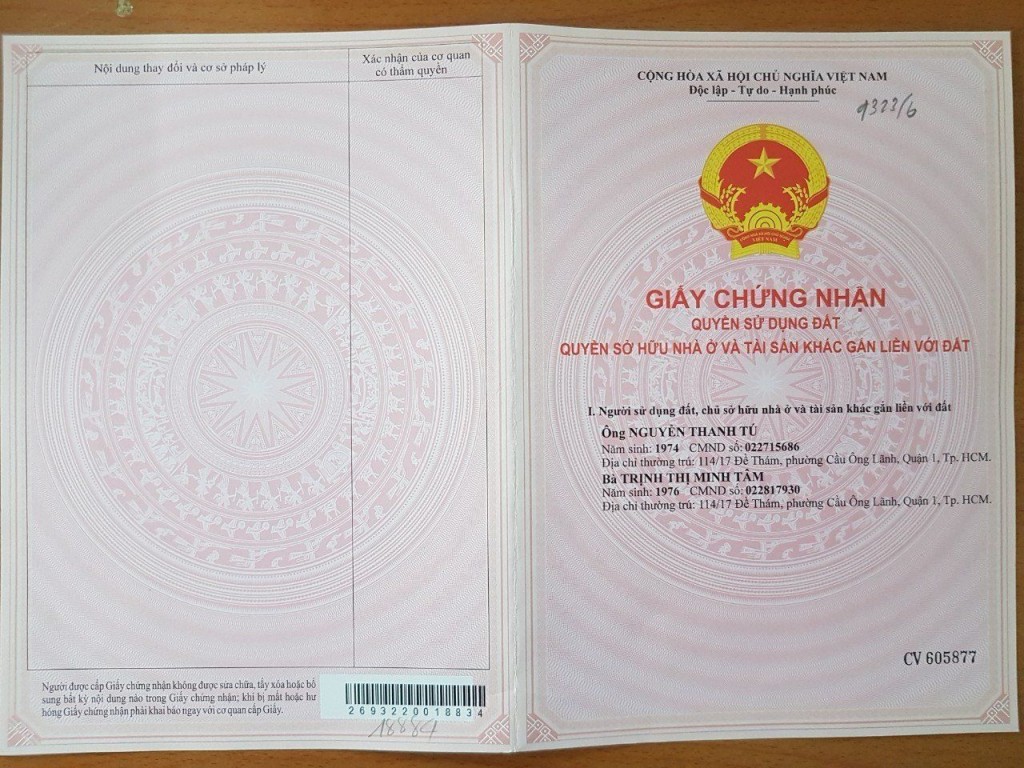 Nội dung thay đổi và cơ sở pháp lý
Xác nhận của cơ quan
có thẩm quyền
Người được cấp Giấy chứng nhận không được sửa chữa, tẩy xóa hoặc bổ
sung bất kỳ nội dung nào trong Giấy chứng nhận; khi bị mất hoặc hư
hỏng Giấy chứng nhận phải khai báo ngay với cơ quan cấp Giấy.
2693220018834
18884
CỘNG HÒA XÃ HỘI CHỦ NGHĨA VIỆT NAM
Độc lập - Tự do - Hạnh phúc
9323/6
VIỆT NAM
GIẤY CHỨNG NHẬN
QUYỀN SỬ DỤNG ĐẤT
QUYỀN SỞ HỮU NHÀ Ở VÀ TÀI SẢN KHÁC GẮN LIỀN VỚI ĐẤT
I. Người sử dụng đất, chủ sở hữu nhà ở và tài sản khác gắn liền với đất
Ông NGUYỄN THANH TÚ
Năm sinh: 1974 CMND số: 022715686
Địa chỉ thường trú: 114/17 Đề Thám, phường Cầu Ông Lãnh, Quận 1, Tp. HCM.
Bà TRỊNH THỊ MINH TÂM
Năm sinh: 1976 CMND số: 022817930
Địa chỉ thường trú: 114/17 Đề Thám, phường Cầu Ông Lãnh, Quận 1, Tp. HCM.
CV 605877